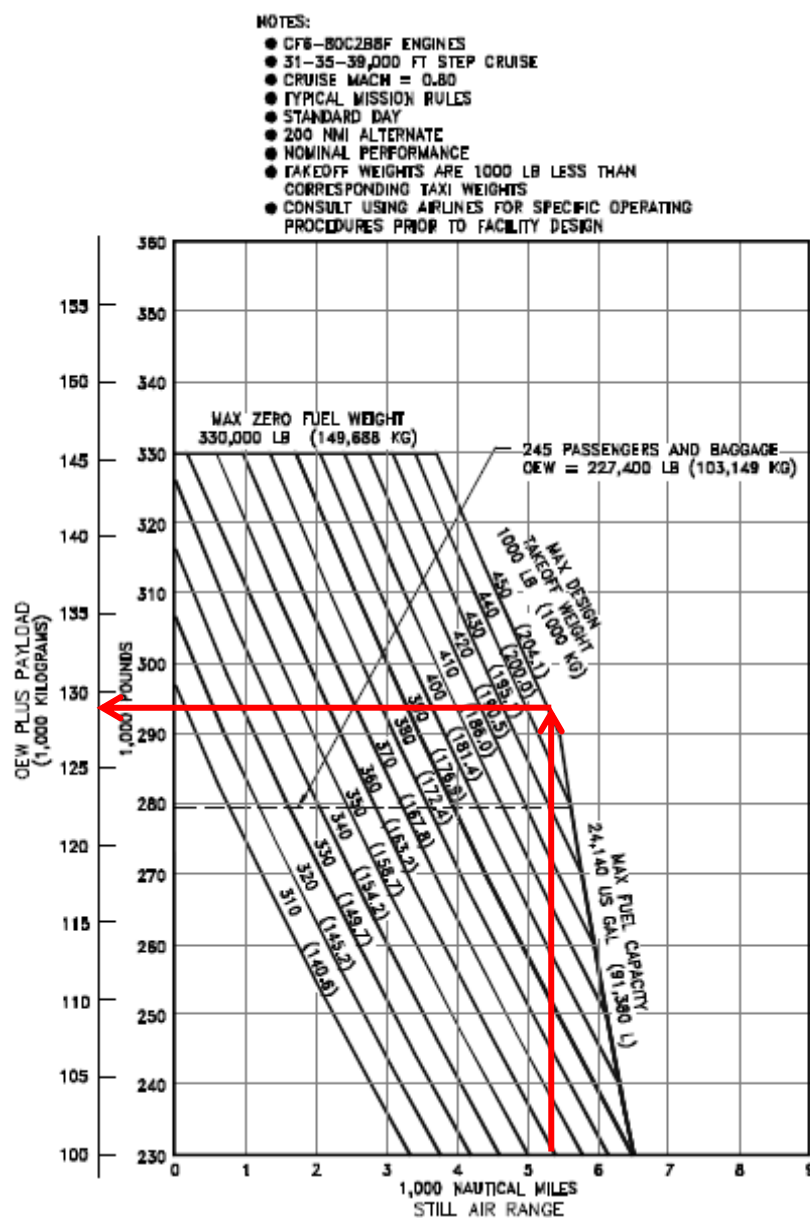 NOTES:
● CF6-80C2B8F ENGINES
● 31-35-39,000 FT STEP CRUISE
● CRUISE MACH = 0.80
● TYPICAL MISSION RULES
● STANDARD DAY
● 200 NMI ALTERNATE
● NOMINAL PERFORMANCE
● TAKEOFF WEIGHTS ARE 1000 LB LESS THAN
CORRESPONDING TAXI WEIGHTS
● CONSULT USING AIRLINES FOR SPECIFIC OPERATING
PROCEDURES PRIOR TO FACILITY DESIGN
OEW PLUS PAYLOAD
(1,000 KILOGRAMS)
155
150
145
140
135
130
125
120
115
110
105
100
1,000 POUNDS
360
350
340
330
320
310
300
290
280
270
260
250
240
230
MAX ZERO FUEL WEIGHT
330,000 LB (149,688 KG)
245 PASSENGERS AND BAGGAGE
OEW = 227,400 LB (103,149 KG)
MAX DESIGN
TAKEOFF WEIGHT
1000 LB (1000 KG)
450 (204.1)
440 (200.0)
430 (195.
420 (190.5)
410 (186.0)
400 (181.4)
390 (176.9)
380 (172.4)
370 (167.8)
360 (163.2)
350 (158.7)
340 (154.2)
330 (149.7)
320 (145.2)
310 (140.6)
MAX FUEL CAPACITY
24,140 US GAL (91,380 L)
0 1 2 3 4 5 6 7 8 9
1,000 NAUTICAL MILES
STILL AIR RANGE